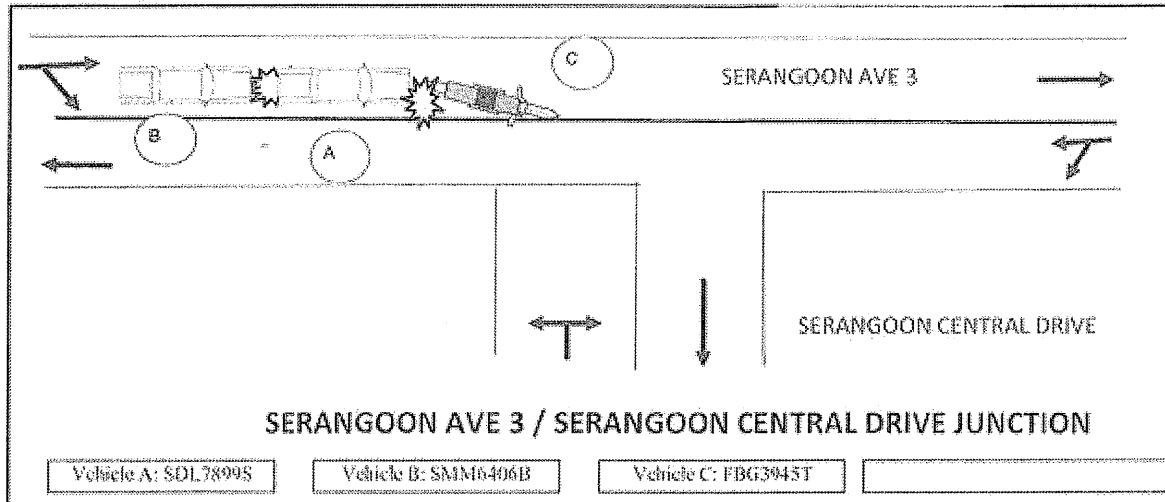 C
SERANGOON AVE 3
B
A
SERANGOON CENTRAL DRIVE
SERANGOON AVE 3 / SERANGOON CENTRAL DRIVE JUNCTION
Vehicle A: SDL7899S
Vehicle B: SMM6406B
Vehicle C: FBG3945T